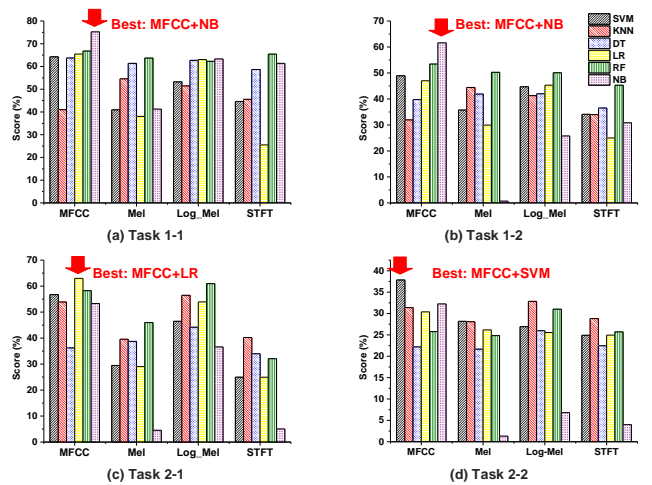 Best: MFCC+NB
80
70
60
50
40
30
20
10
0
Score (%)
MFCC Mel Log_Mel STFT
(a) Task 1-1
Best: MFCC+NB
SVM
KNN
DT
LR
RF
NB
70
60
50
40
30
20
10
0
Score (%)
MFCC Mel Log_Mel STFT
(b) Task 1-2
Best: MFCC+LR
70
60
50
40
30
20
10
0
Score (%)
MFCC Mel Log_Mel STFT
(c) Task 2-1
Best: MFCC+SVM
40
35
30
25
20
15
10
5
0
Score (%)
MFCC Mel Log-Mel STFT
(d) Task 2-2